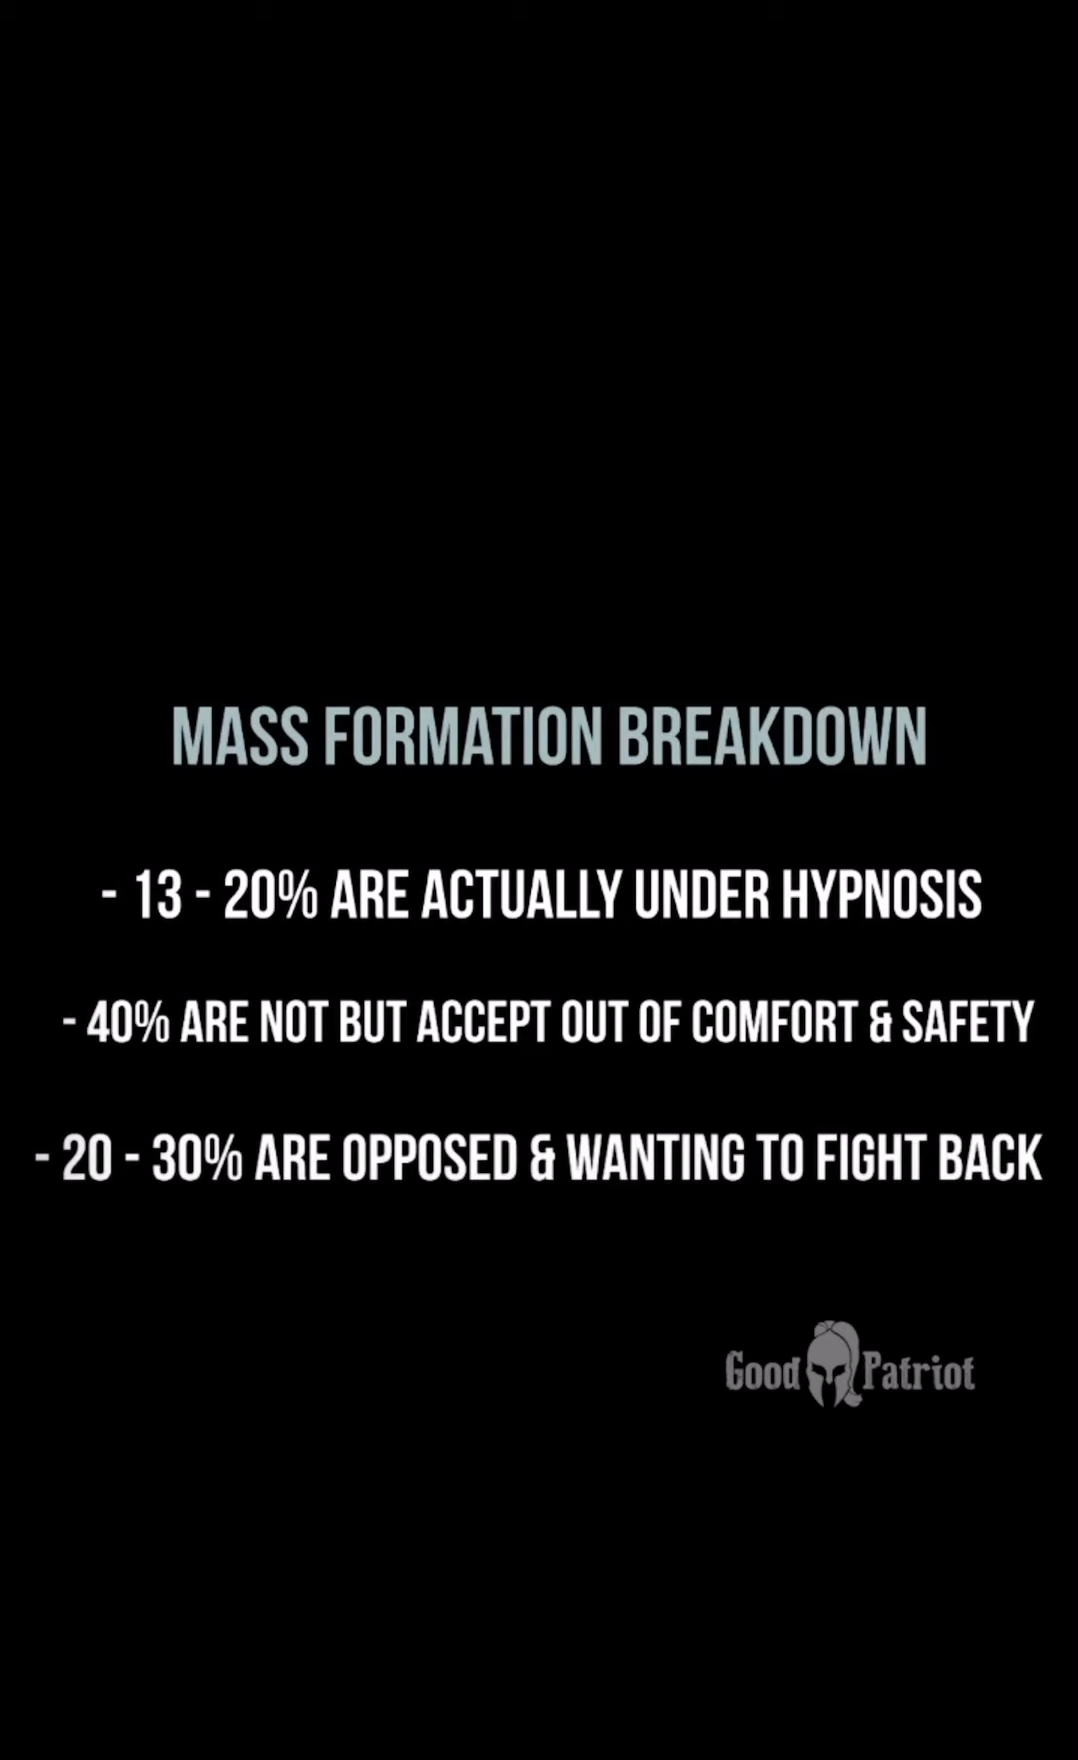 MASS FORMATION BREAKDOWN
- 13 - 20% ARE ACTUALLY UNDER HYPNOSIS
- 40% ARE NOT BUT ACCEPT OUT OF COMFORT & SAFETY
- 20 - 30% ARE OPPOSED & WANTING TO FIGHT BACK
Good Patriot